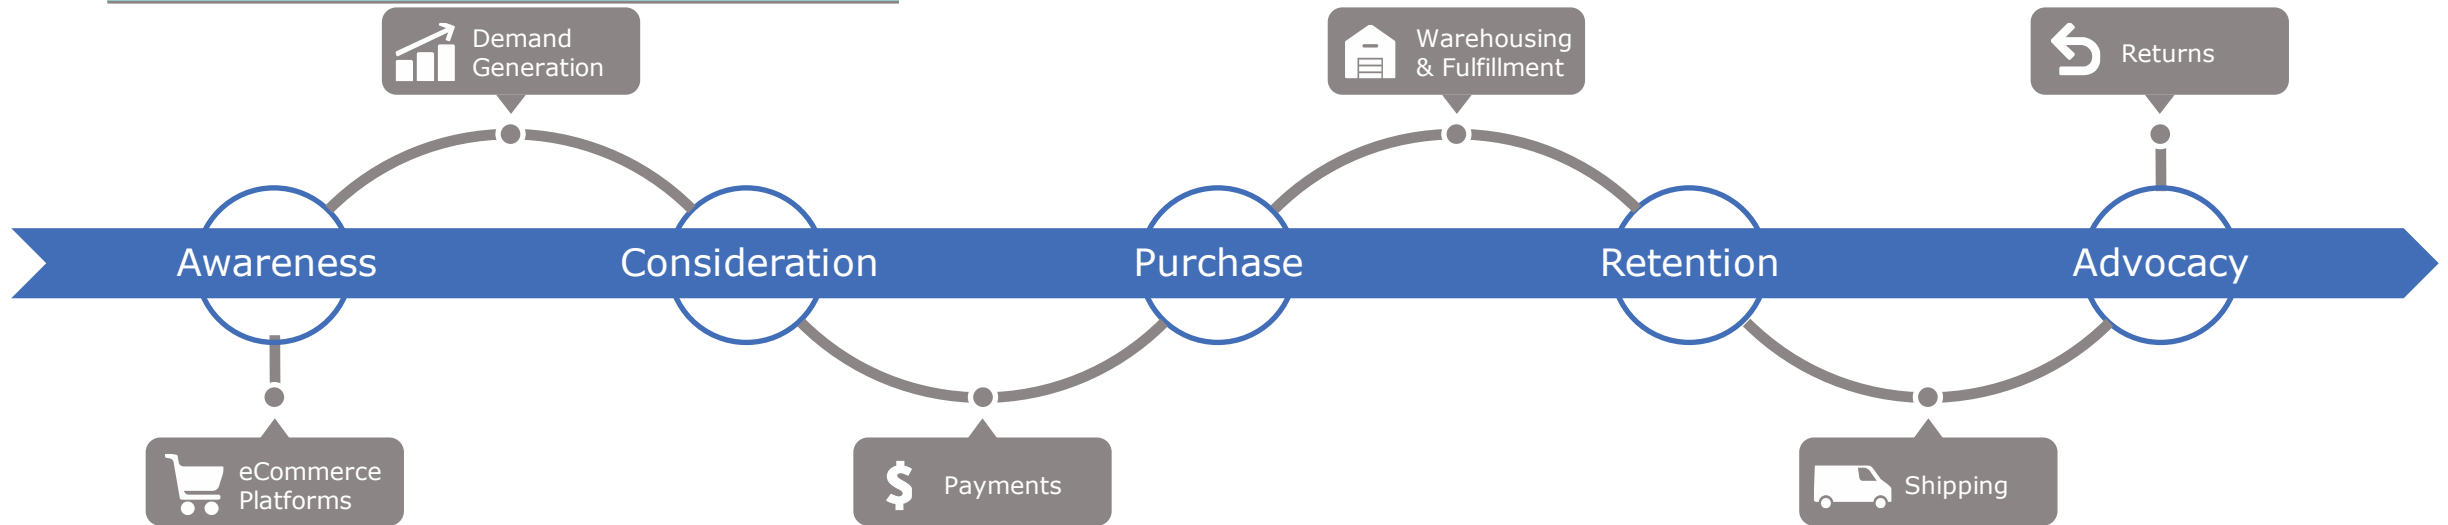 Demand
Generation
Warehousing
& Fulfillment
Returns
Awareness
Consideration
Purchase
Retention
Advocacy
eCommerce
Platforms
$
Payments
Shipping